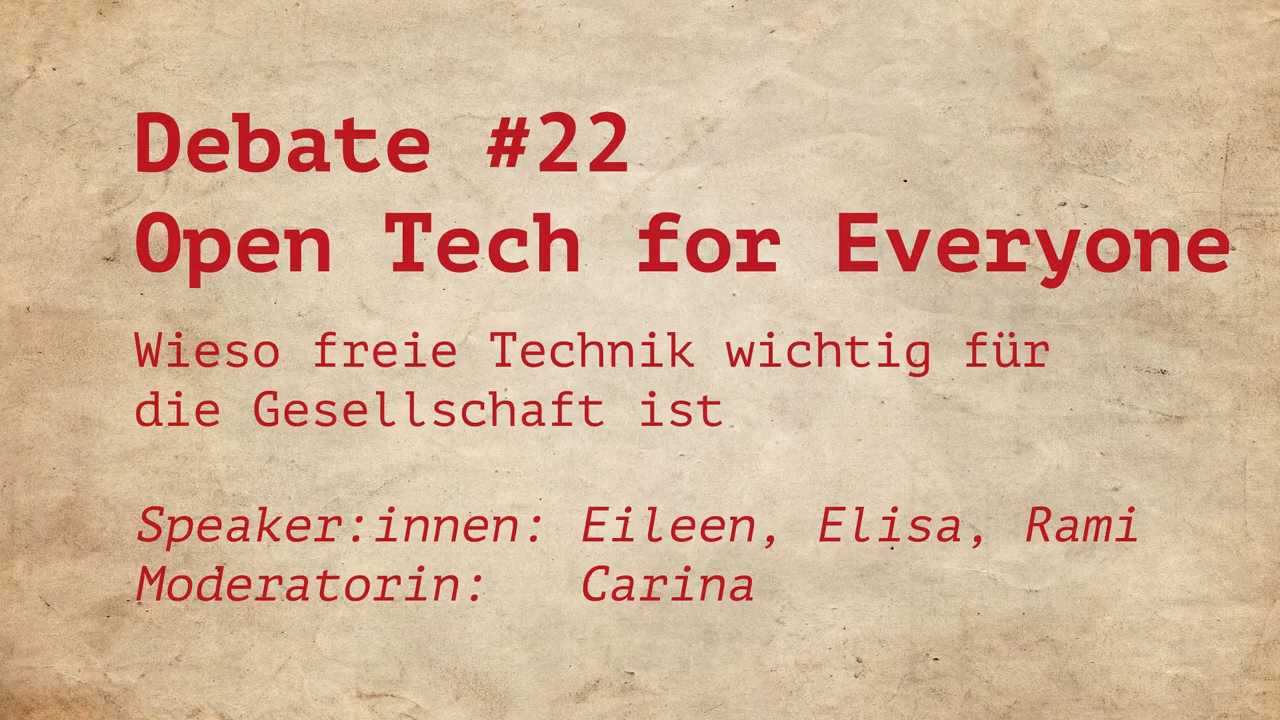 Debate #22
Open Tech for Everyone
Wieso freie Technik wichtig für
die Gesellschaft ist
Speaker:innen: Eileen, Elisa, Rami
Moderatorin: Carina